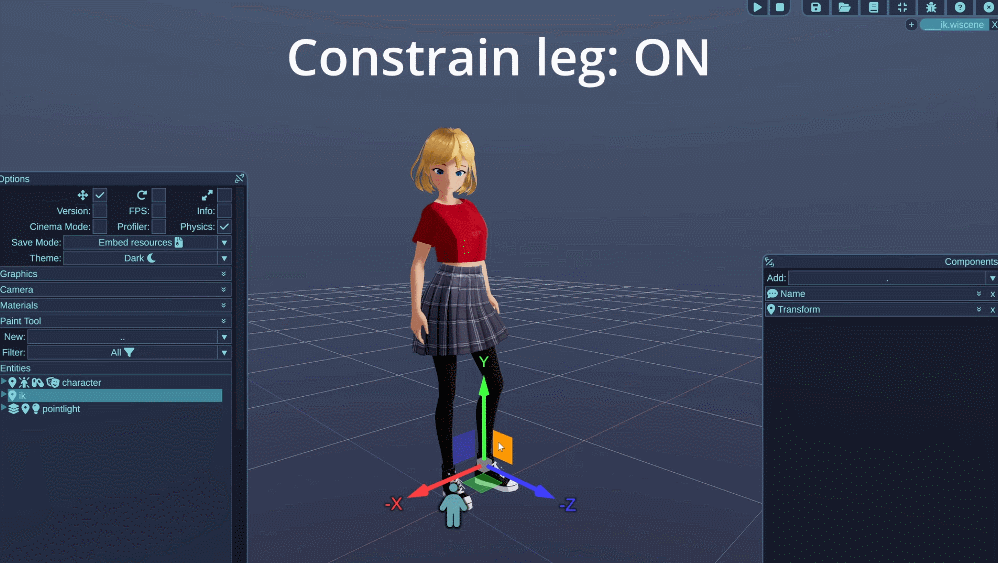 ___ik.wiscene X
Constrain leg: ON
Options
Version: FPS: Info:
Cinema Mode: Profiler: Physics:
Save Mode: Embed resources
Theme: Dark
Graphics
Camera
Materials
Paint Tool
New: ..
Filter: All
Entities
character
ik
pointlight
Components
Add: .
Name x
Transform x
Y
-X
-Z